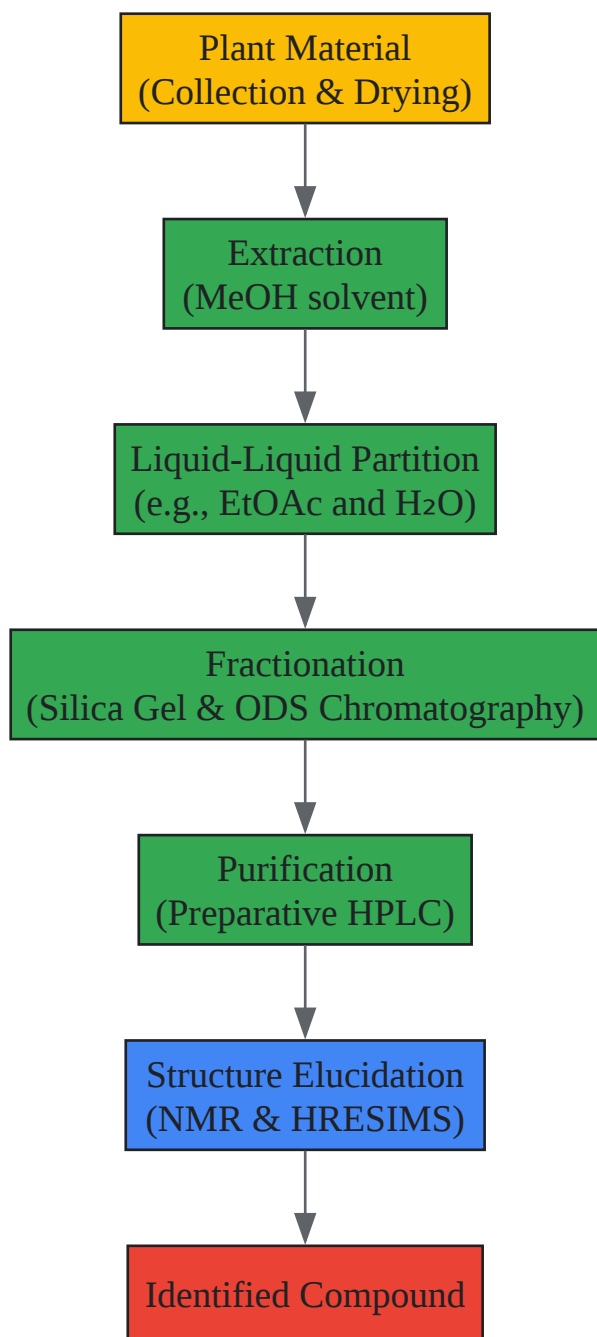 Plant Material
(Collection & Drying)
Extraction
(MeOH solvent)
Liquid-Liquid Partition
(e.g., EtOAc and H₂O)
Fractionation
(Silica Gel & ODS Chromatography)
Purification
(Preparative HPLC)
Structure Elucidation
(NMR & HRESIMS)
Identified Compound